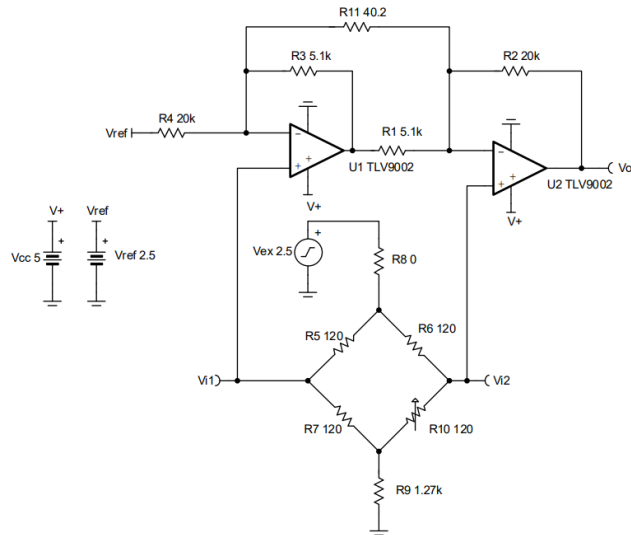 R11 40.2
R3 5.1k
R2 20k
R4 20k
Vref
R1 5.1k
U1 TLV9002
Vo
U2 TLV9002
V+
V+
V+
Vref
Vcc 5
Vref 2.5
Vex 2.5
R8 0
R5 120
R6 120
Vi1
Vi2
R7 120
R10 120
R9 1.27k